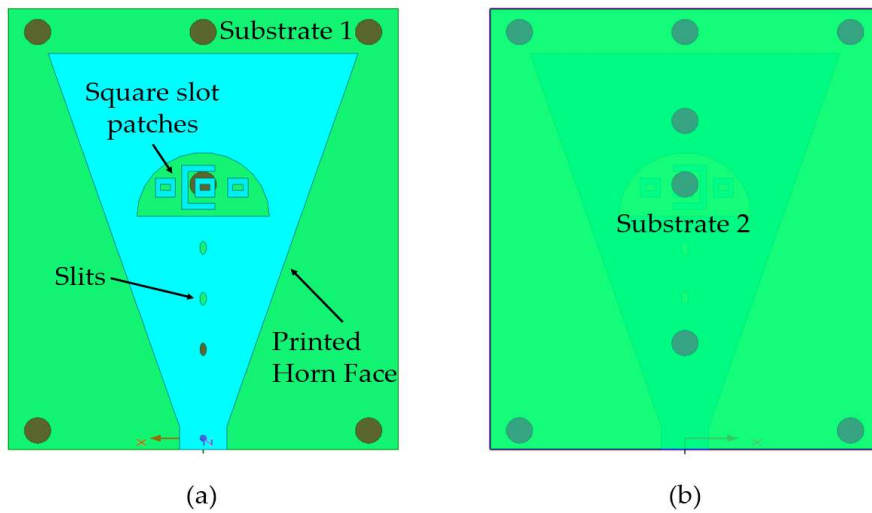 Substrate 1
Square slot
patches
Slits
Printed
Horn Face
X
Z
(a)
Substrate 2
X
(b)